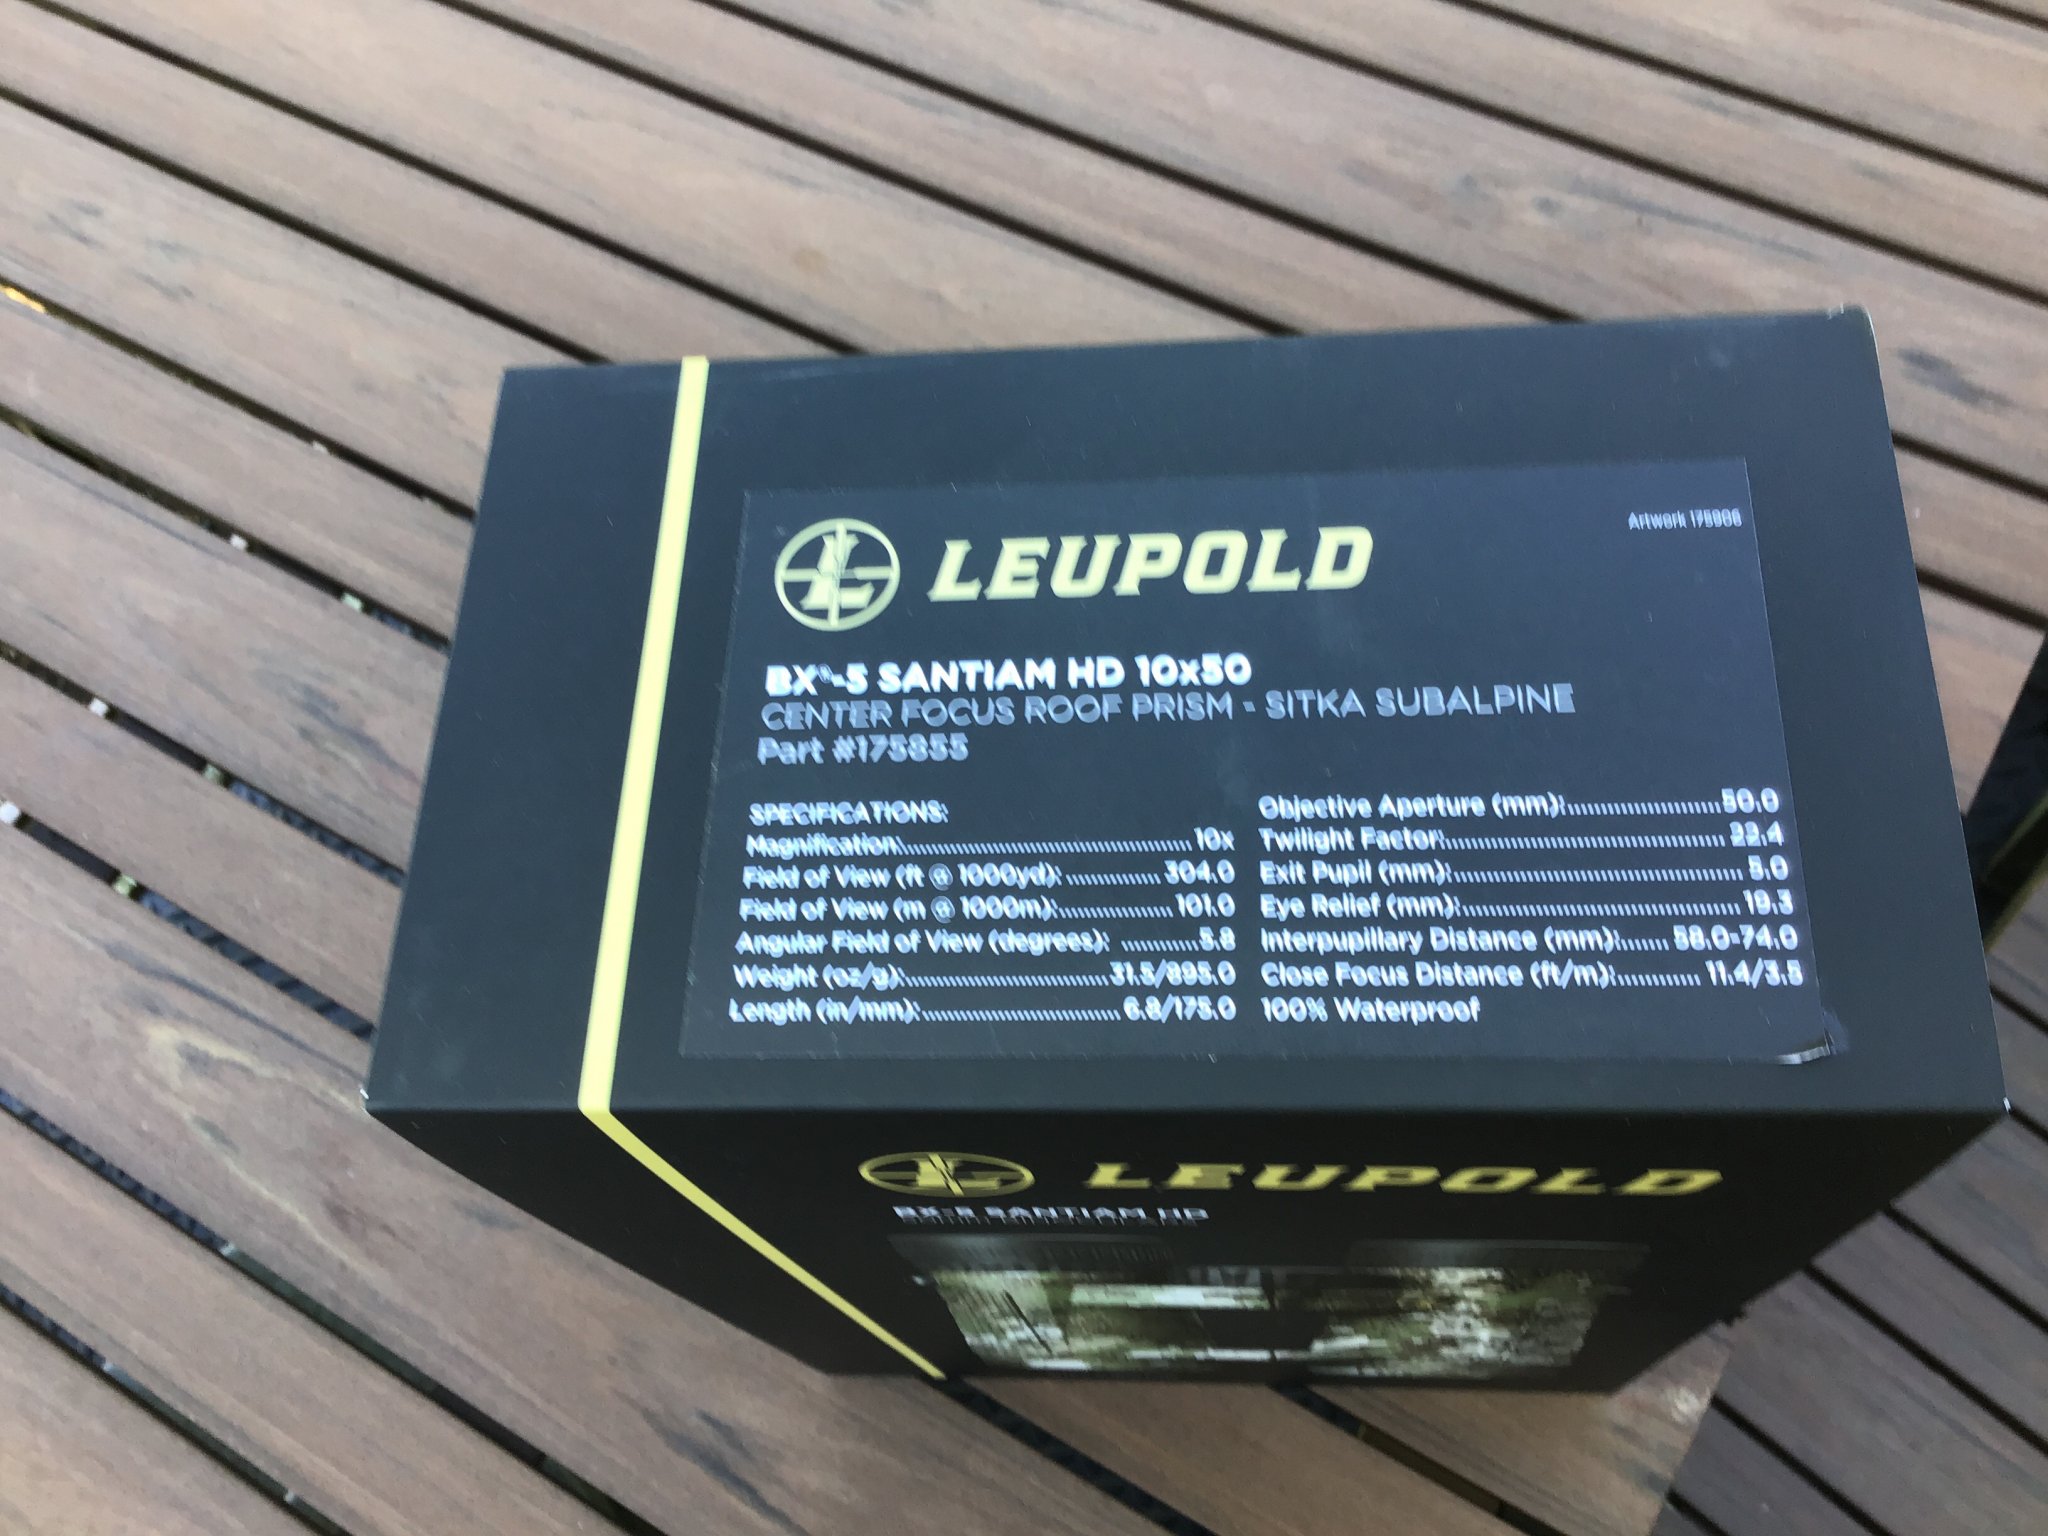 LEUPOLD
Artwork 175906
BX®-5 SANTIAM HD 10x50
CENTER FOCUS ROOF PRISM - SITKA SUBALPINE
Part #175855
SPECIFICATIONS:
Magnification:..........10x
Field of View (ft @ 1000yd):..........304.0
Field of View (m @ 1000m):..........101.0
Angular Field of View (degrees): ..........5.8
Weight (oz/g):..........31.5/895.0
Length (in/mm):..........6.8/175.0
Objective Aperture (mm):..........50.0
Twilight Factor:..........22.4
Exit Pupil (mm):..........5.0
Eye Relief (mm):..........19.3
Interpupillary Distance (mm):..........58.0-74.0
Close Focus Distance (ft/m):..........11.4/3.5
100% Waterproof
LEUPOLD
BX-5 SANTIAM HD